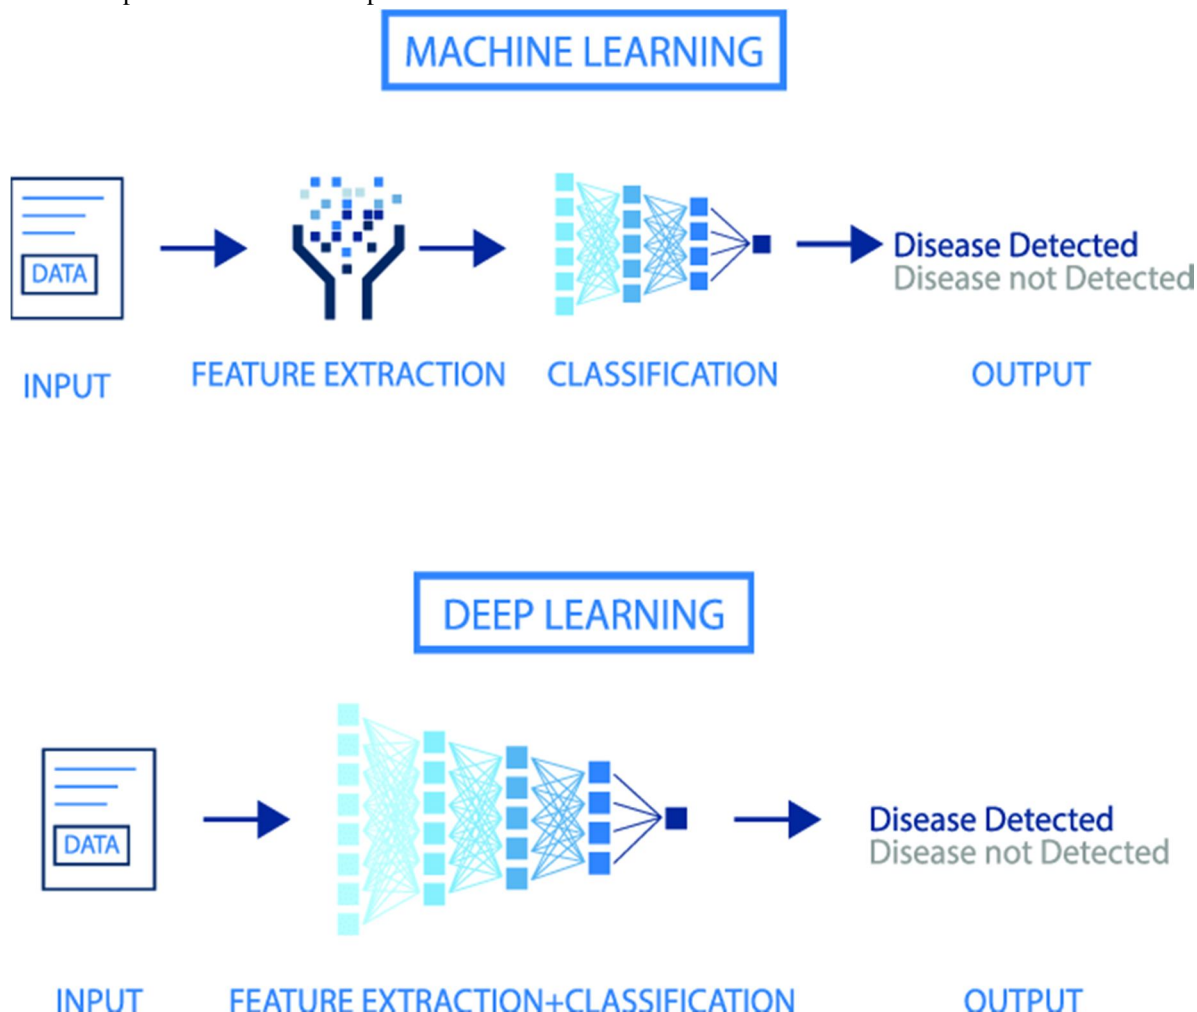 MACHINE LEARNING
DATA
Disease Detected
Disease not Detected
INPUT
FEATURE EXTRACTION
CLASSIFICATION
OUTPUT
DEEP LEARNING
DATA
Disease Detected
Disease not Detected
INPUT
FEATURE EXTRACTION+CLASSIFICATION
OUTPUT